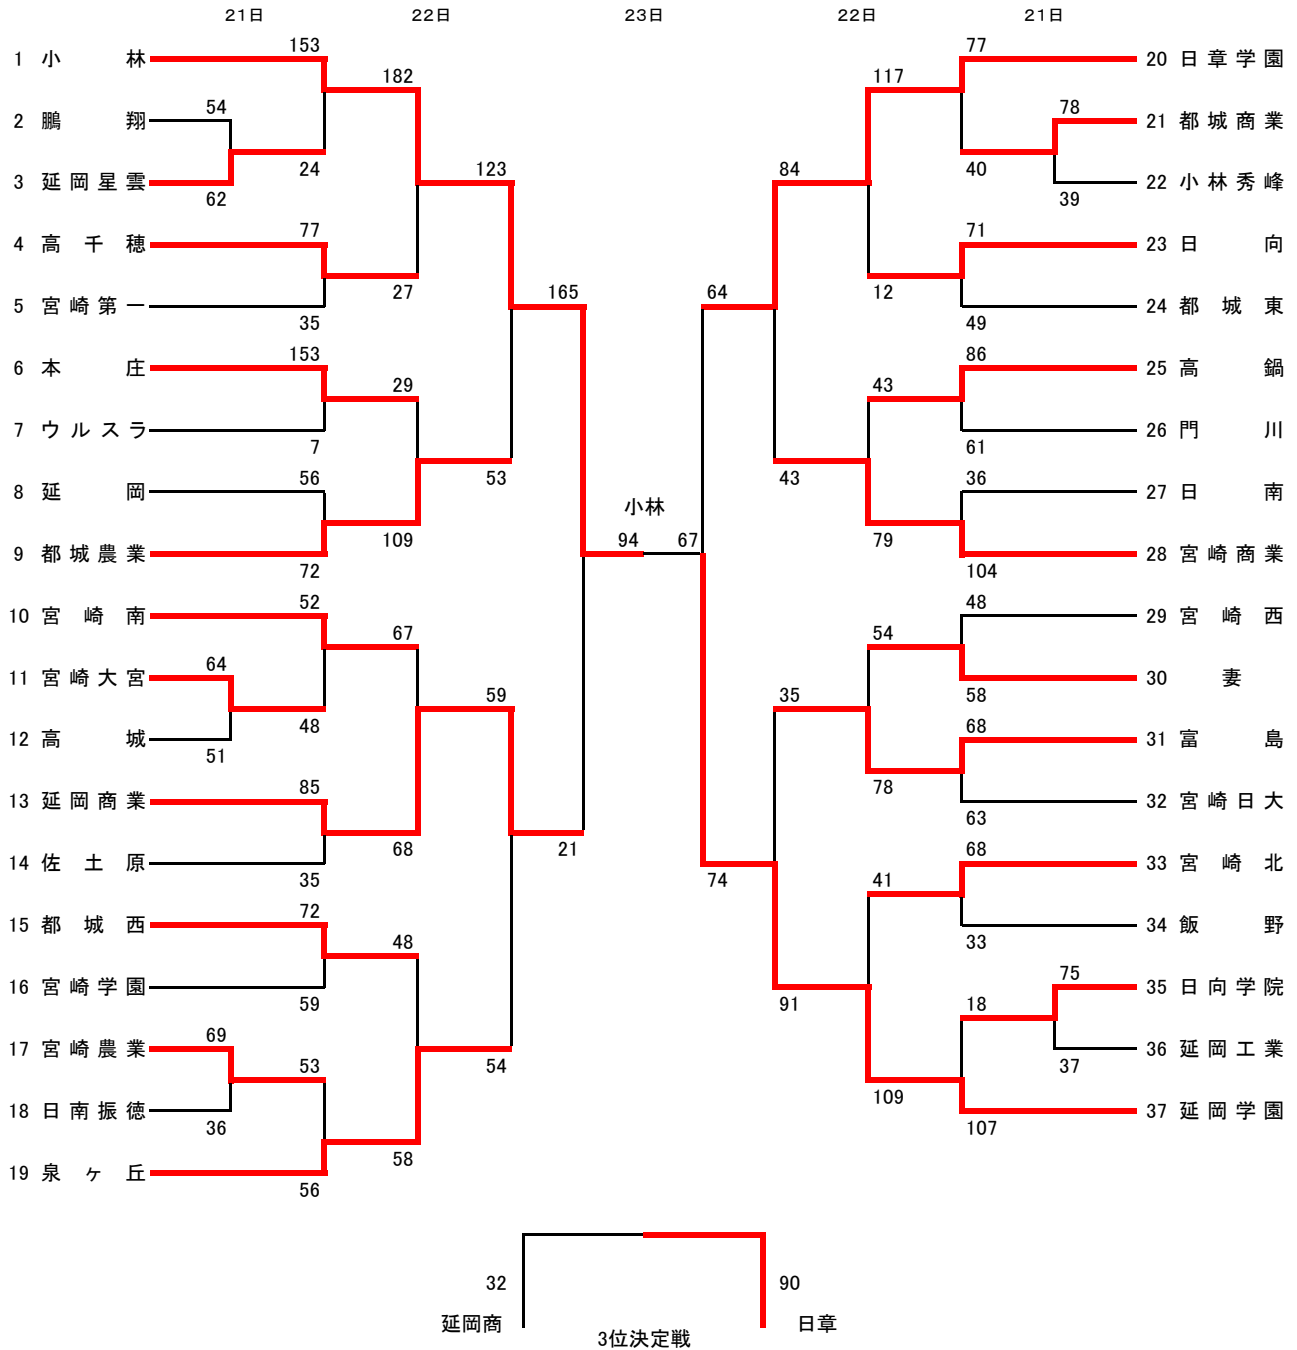 21日 22日 23日 22日 21日
153 77
1 小林 20 日章学園
182 117
54 78
2 鵬翔 21 都城商業
24 123 84 40
3 延岡星雲 22 小林秀峰
62 39
77 71
4 高千穂 23 日向
27 165 64 12
5 宮崎第一 24 都城東
35 49
153 86
6 本庄 25 高鍋
29 43
7 ウルスラ 26 門川
7 61
56 53 43 36
8 延岡 27 日南
小林
109 94 67 79
9 都城農業 28 宮崎商業
72 104
52 48
10 宮崎南 29 宮崎西
67 54
64
11 宮崎大宮 30 妻
59 35 58
48 68
12 高城 31 富島
51
85 78
13 延岡商業 32 宮崎日大
63
68 21 68
14 佐土原 33 宮崎北
35 74 41
72
15 都城西 34 飯野
48 33
75
16 宮崎学園 35 日向学院
59 91 18
69
17 宮崎農業 36 延岡工業
53 54 37
109
18 日南振徳 37 延岡学園
36 107
58
19 泉ヶ丘
56
32 90
延岡商 日章
3位決定戦